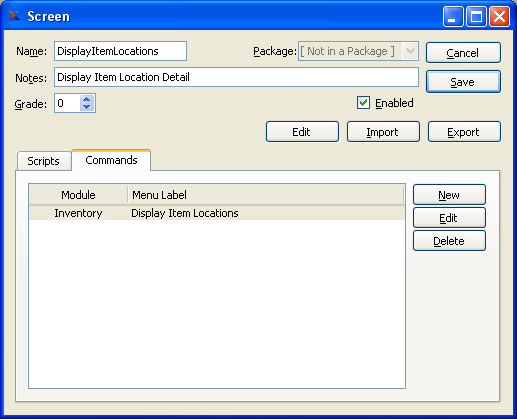 Screen
Name: DisplayItemLocations Package: [ Not in a Package ] Cancel
Notes: Display Item Location Detail Save
Grade: 0 Enabled
Edit Import Export
Scripts Commands
Module Menu Label New
Inventory Display Item Locations Edit
Delete